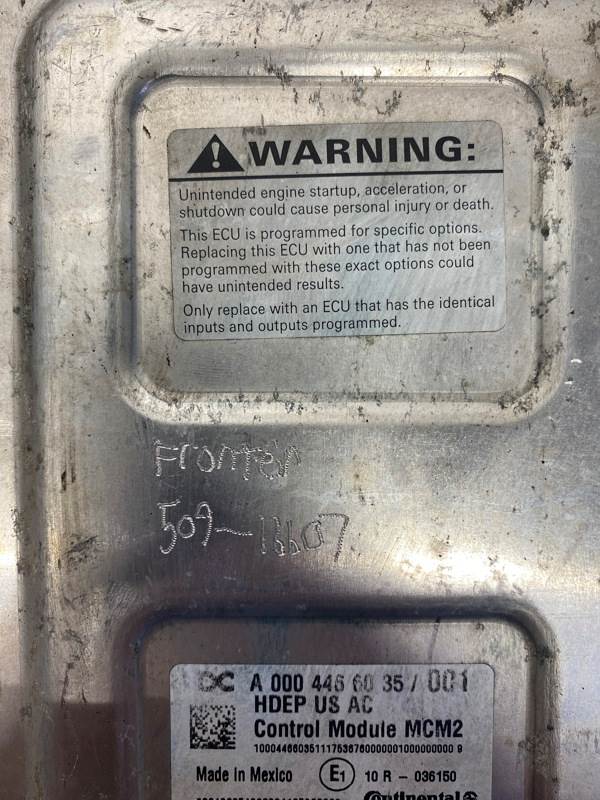 WARNING:
Unintended engine startup, acceleration, or
shutdown could cause personal injury or death.
This ECU is programmed for specific options.
Replacing this ECU with one that has not been
programmed with these exact options could
have unintended results.
Only replace with an ECU that has the identical
inputs and outputs programmed.
Frontier
509-
A 000 446 60 35 / 001
HDEP US AC
Control Module MCM2
Made in Mexico E1 10 R - 036150
Continental